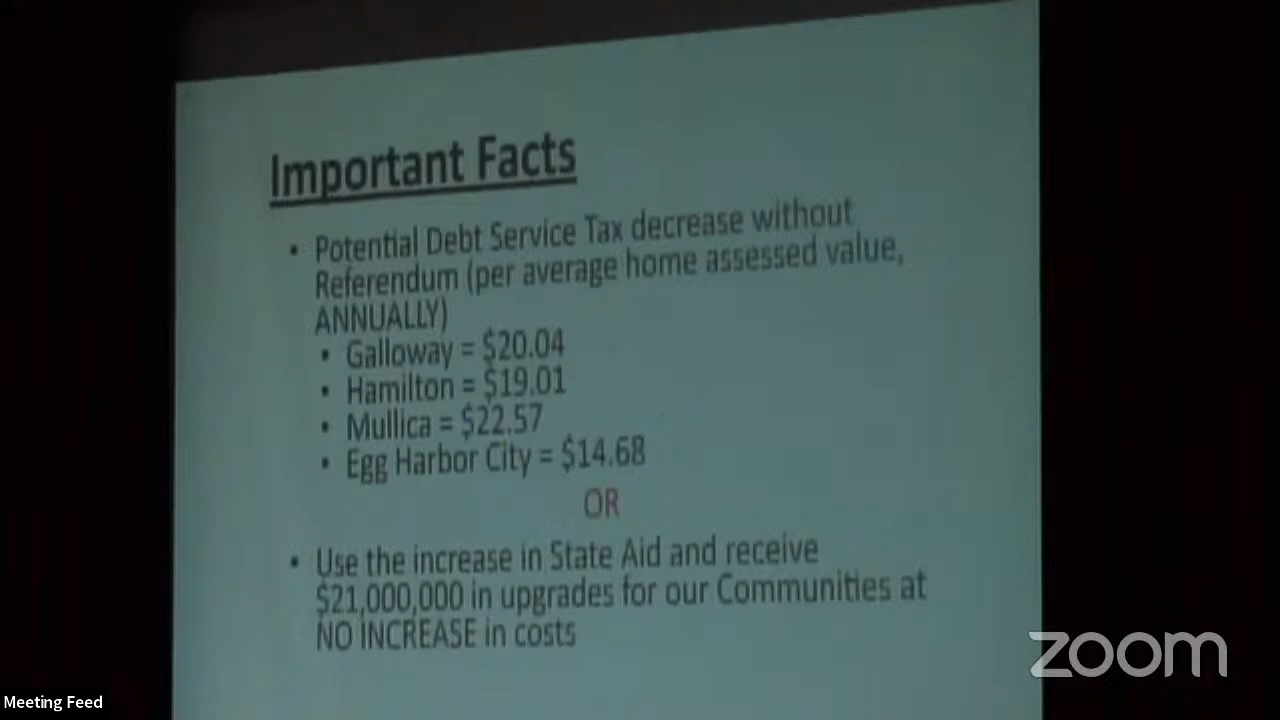 Important Facts
• Potential Debt Service Tax decrease without
Referendum (per average home assessed value,
ANNUALLY)
• Galloway = $20.04
• Hamilton = $19.01
• Mullica = $22.57
• Egg Harbor City = $14.68
OR
• Use the increase in State Aid and receive
$21,000,000 in upgrades for our Communities at
NO INCREASE in costs
zoom
Meeting Feed